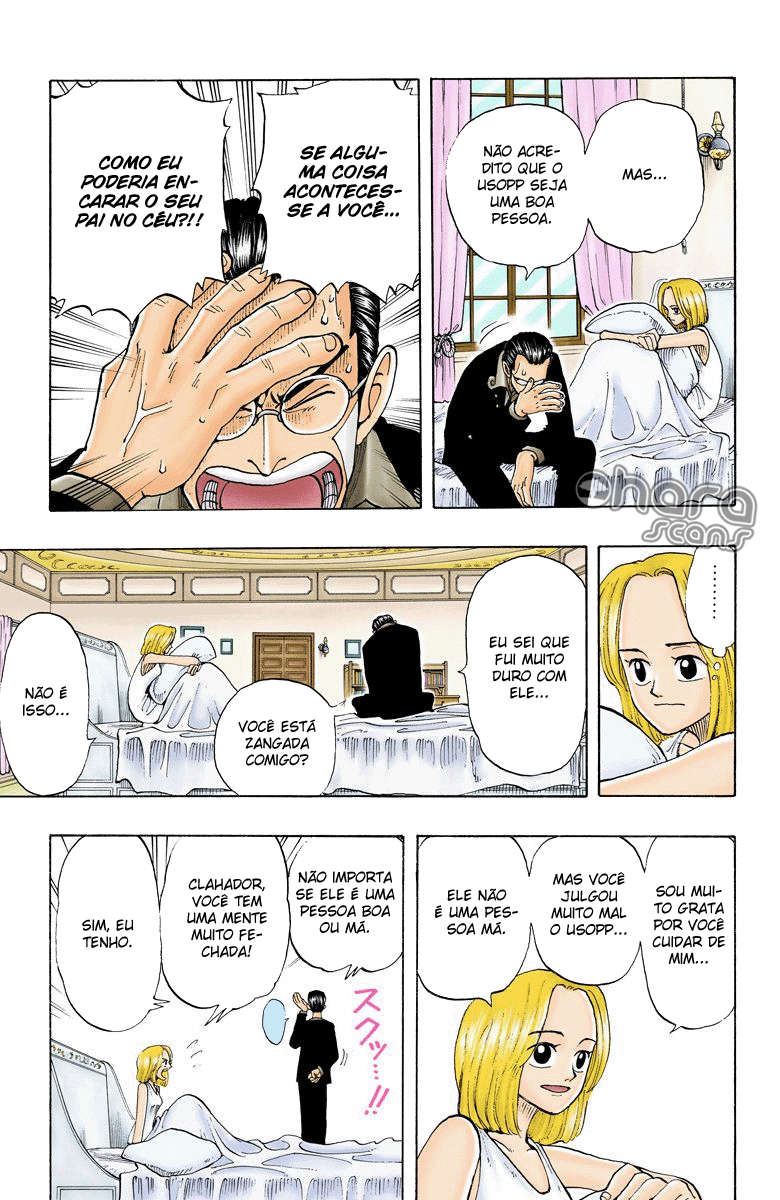 MAS...
NÃO ACRE-
DITO QUE O
USOPP SEJA
UMA BOA
PESSOA.
SE ALGU-
MA COISA
ACONTECES-
SE A VOCÊ...
COMO EU
PODERIA EN-
CARAR O SEU
PAI NO CÉU?!!
Ohara
scans
.........
EU SEI QUE
FUI MUITO
DURO COM
ELE...
VOCÊ ESTÁ
ZANGADA
COMIGO?
NÃO É
ISSO...
SOU MUI-
TO GRATA
POR VOCÊ
CUIDAR DE
MIM...
MAS VOCÊ
JULGOU
MUITO MAL
O USOPP...
ELE NÃO
É UMA PES-
SOA MÁ.
NÃO IMPORTA
SE ELE É UMA
PESSOA BOA
OU MÁ.
スクッ...!!
CLAHADOR,
VOCÊ TEM
UMA MENTE
MUITO FE-
CHADA!
SIM, EU
TENHO.